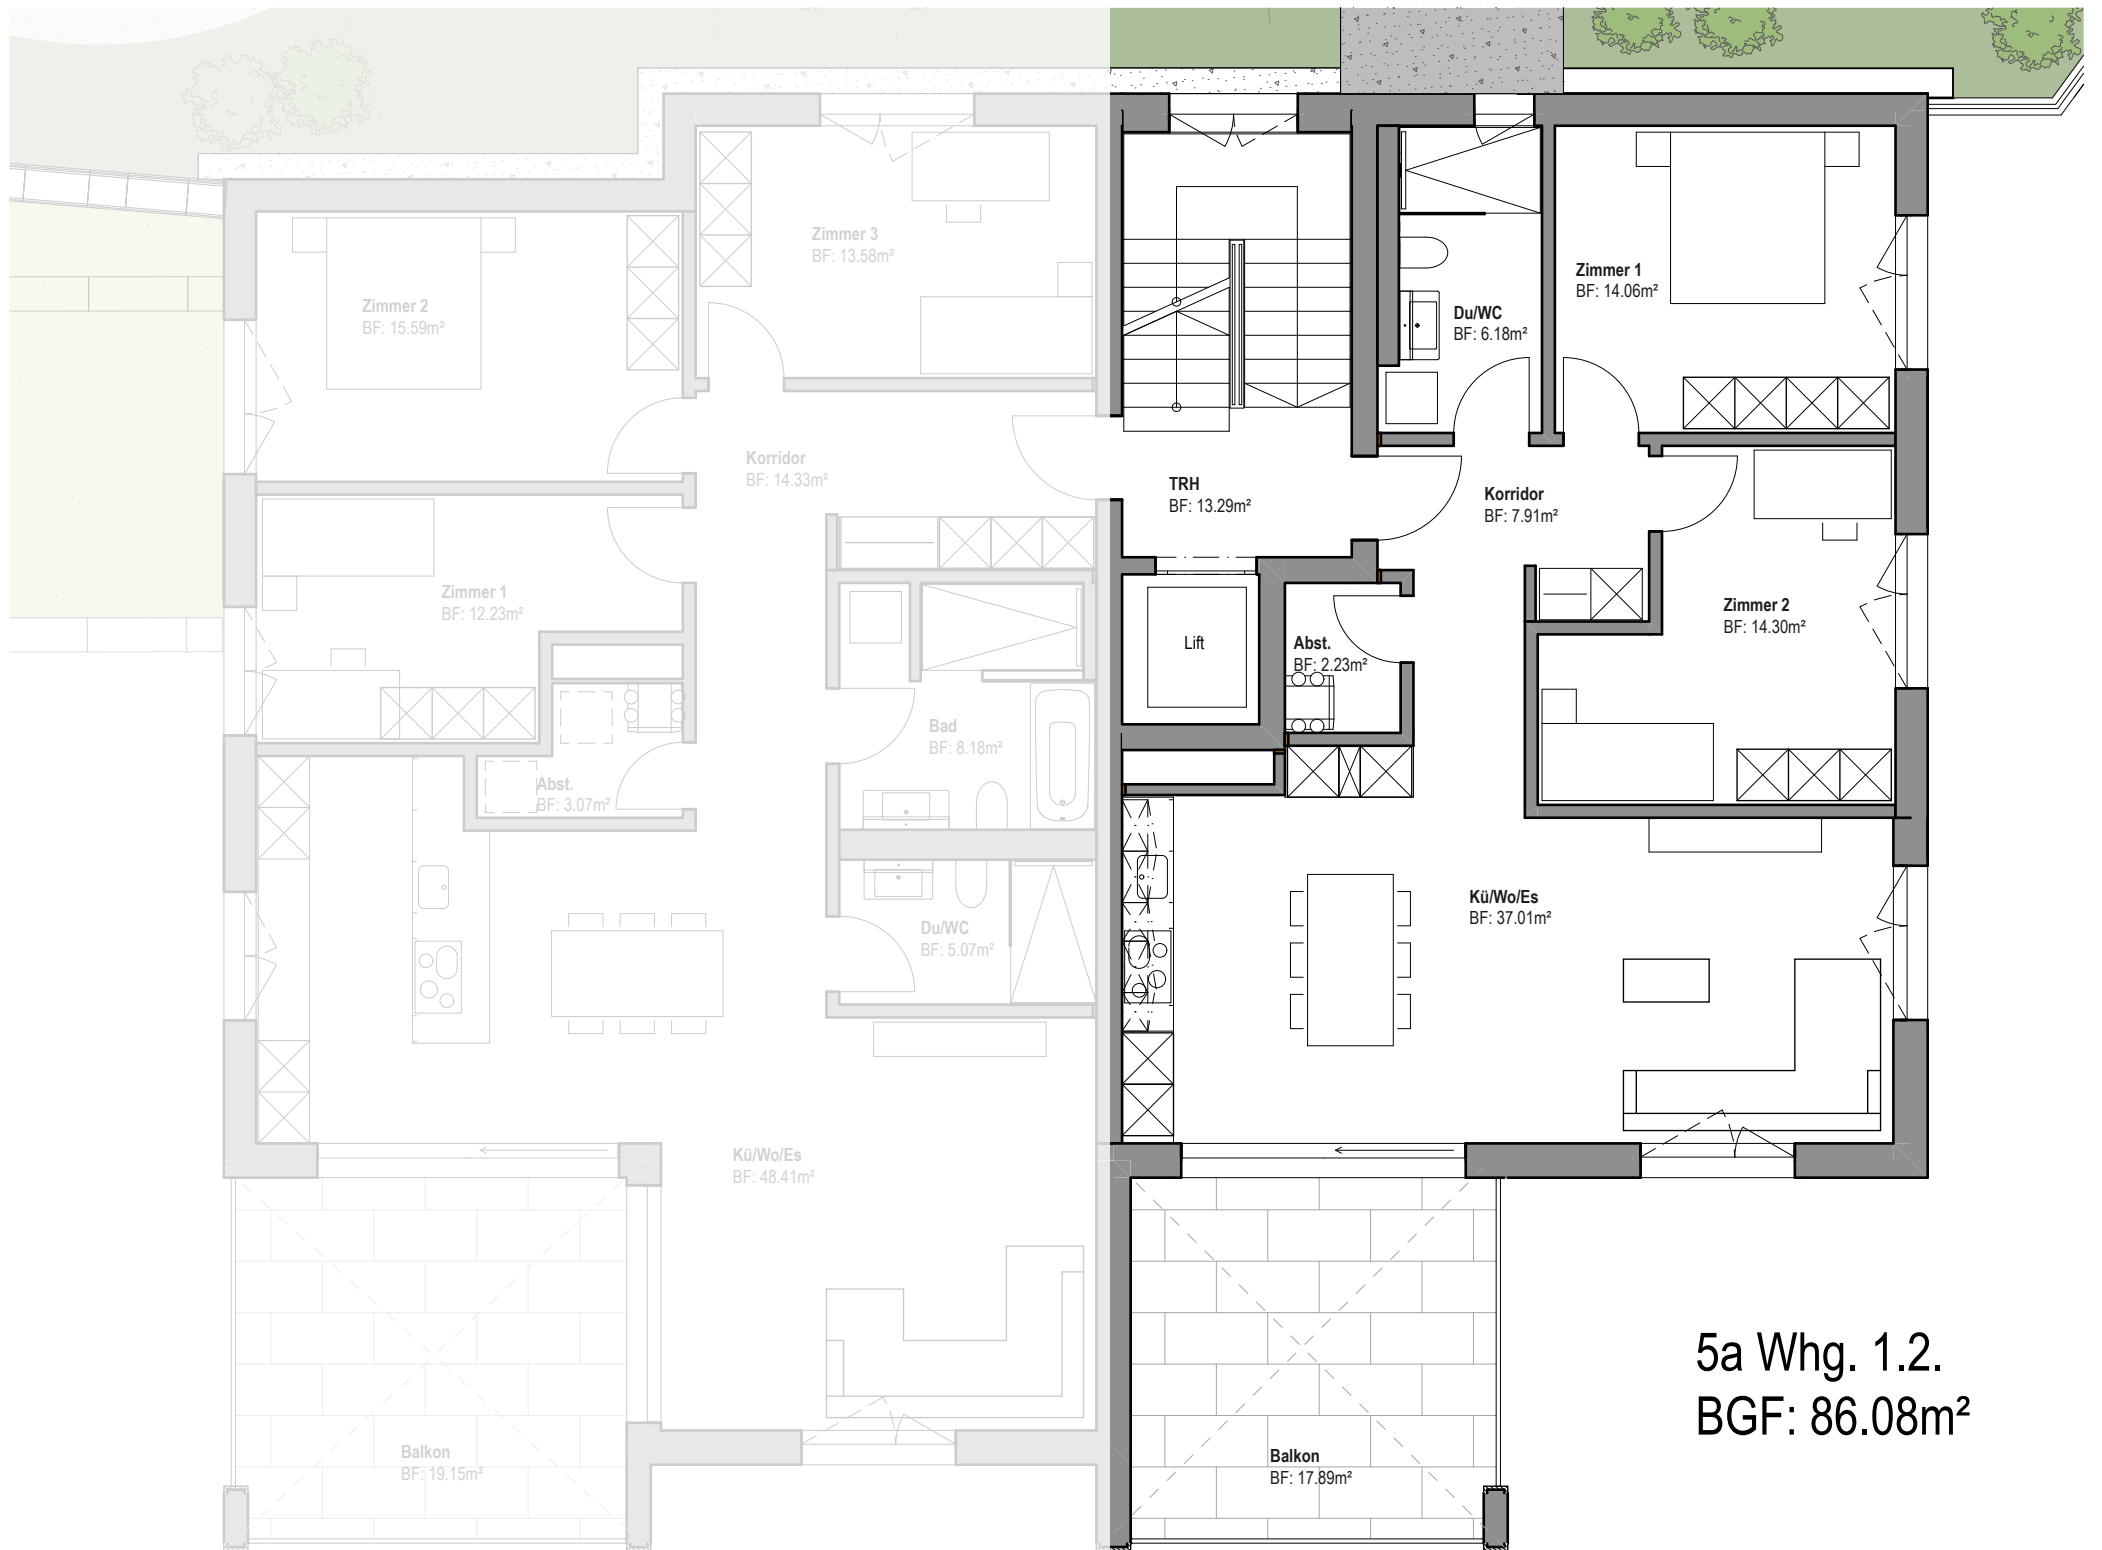 Zimmer 3
BF: 13.58m²
Zimmer 2
BF: 15.59m²
Korridor
BF: 14.33m²
Zimmer 1
BF: 12.23m²
Bad
BF: 8.18m²
Abst.
BF: 3.07m²
Du/WC
BF: 5.07m²
Kü/Wo/Es
BF: 48.41m²
Balkon
BF: 19.15m²
Zimmer 1
BF: 14.06m²
Du/WC
BF: 6.18m²
TRH
BF: 13.29m²
Korridor
BF: 7.91m²
Zimmer 2
BF: 14.30m²
Lift
Abst.
BF: 2.23m²
Kü/Wo/Es
BF: 37.01m²
Balkon
BF: 17.89m²
5a Whg. 1.2.
BGF: 86.08m²